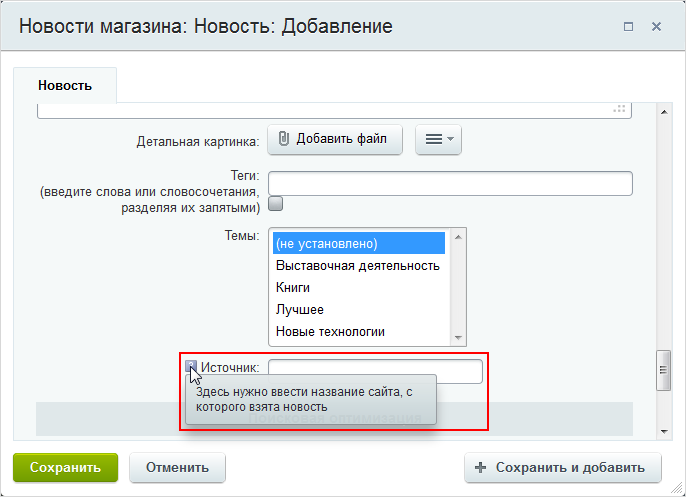 Новости магазина: Новость: Добавление
Новость
Детальная картинка:
Добавить файл
Теги:
(введите слова или словосочетания,
разделяя их запятыми)
Темы:
(не установлено)
Выставочная деятельность
Книги
Лучшее
Новые технологии
Источник:
Здесь нужно ввести название сайта, с
которого взята новость
Поисковая оптимизация
Сохранить
Отменить
Сохранить и добавить